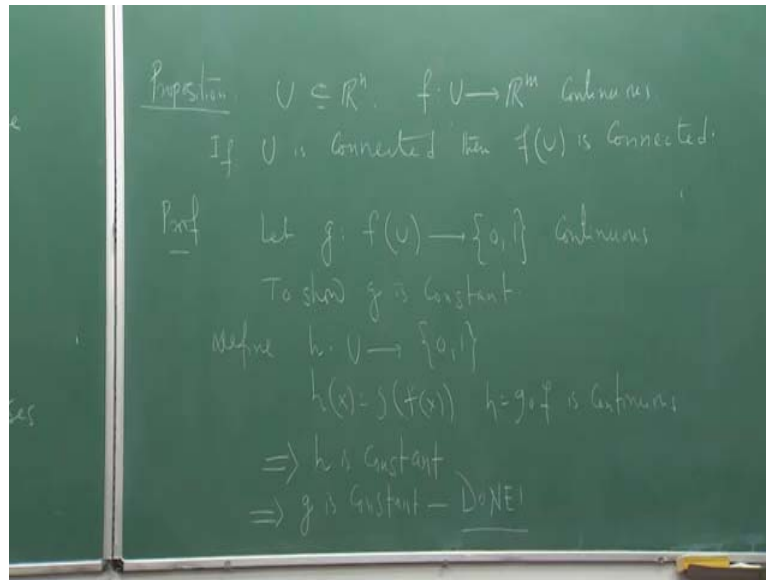 Proposition. U ⊆ ℝⁿ. f: U → ℝᵐ Continuous
If U is Connected then f(U) is Connected.
Proof Let g: f(U) → {0,1} Continuous
To show g is Constant.
Define h: U → {0,1}
h(x) = g(f(x)) h = g∘f is Continuous
⇒ h is Constant
⇒ g is Constant – DONE!
e
ses